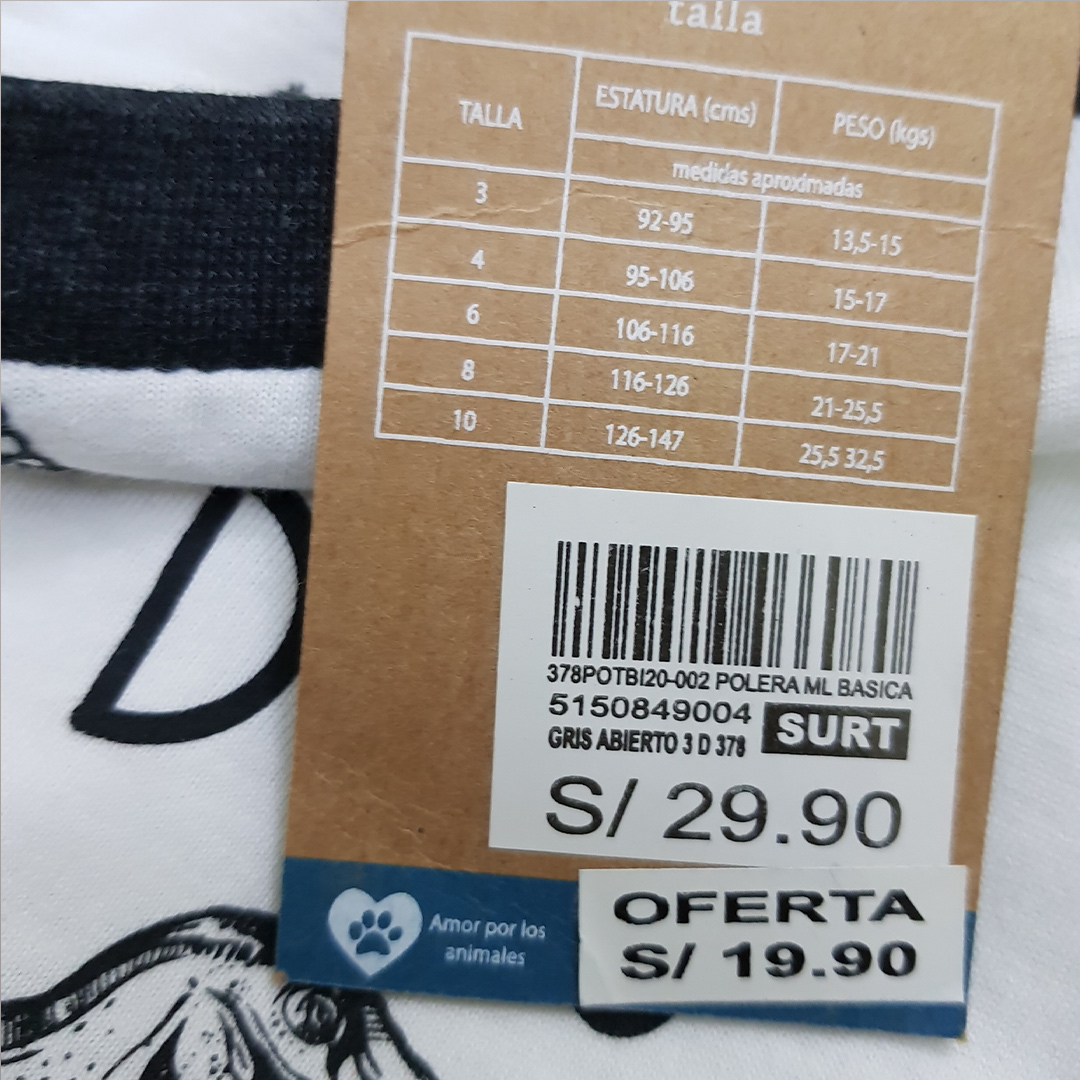 talla
TALLA ESTATURA (cms) PESO (kgs)
medidas aproximadas
3 92-95 13,5-15
4 95-106 15-17
6 106-116 17-21
8 116-126 21-25,5
10 126-147 25,5 32,5
378POTBI20-002 POLERA ML BASICA
5150849004 SURT
GRIS ABIERTO 3 D 378
S/ 29.90
OFERTA
S/ 19.90
Amor por los
animales
D